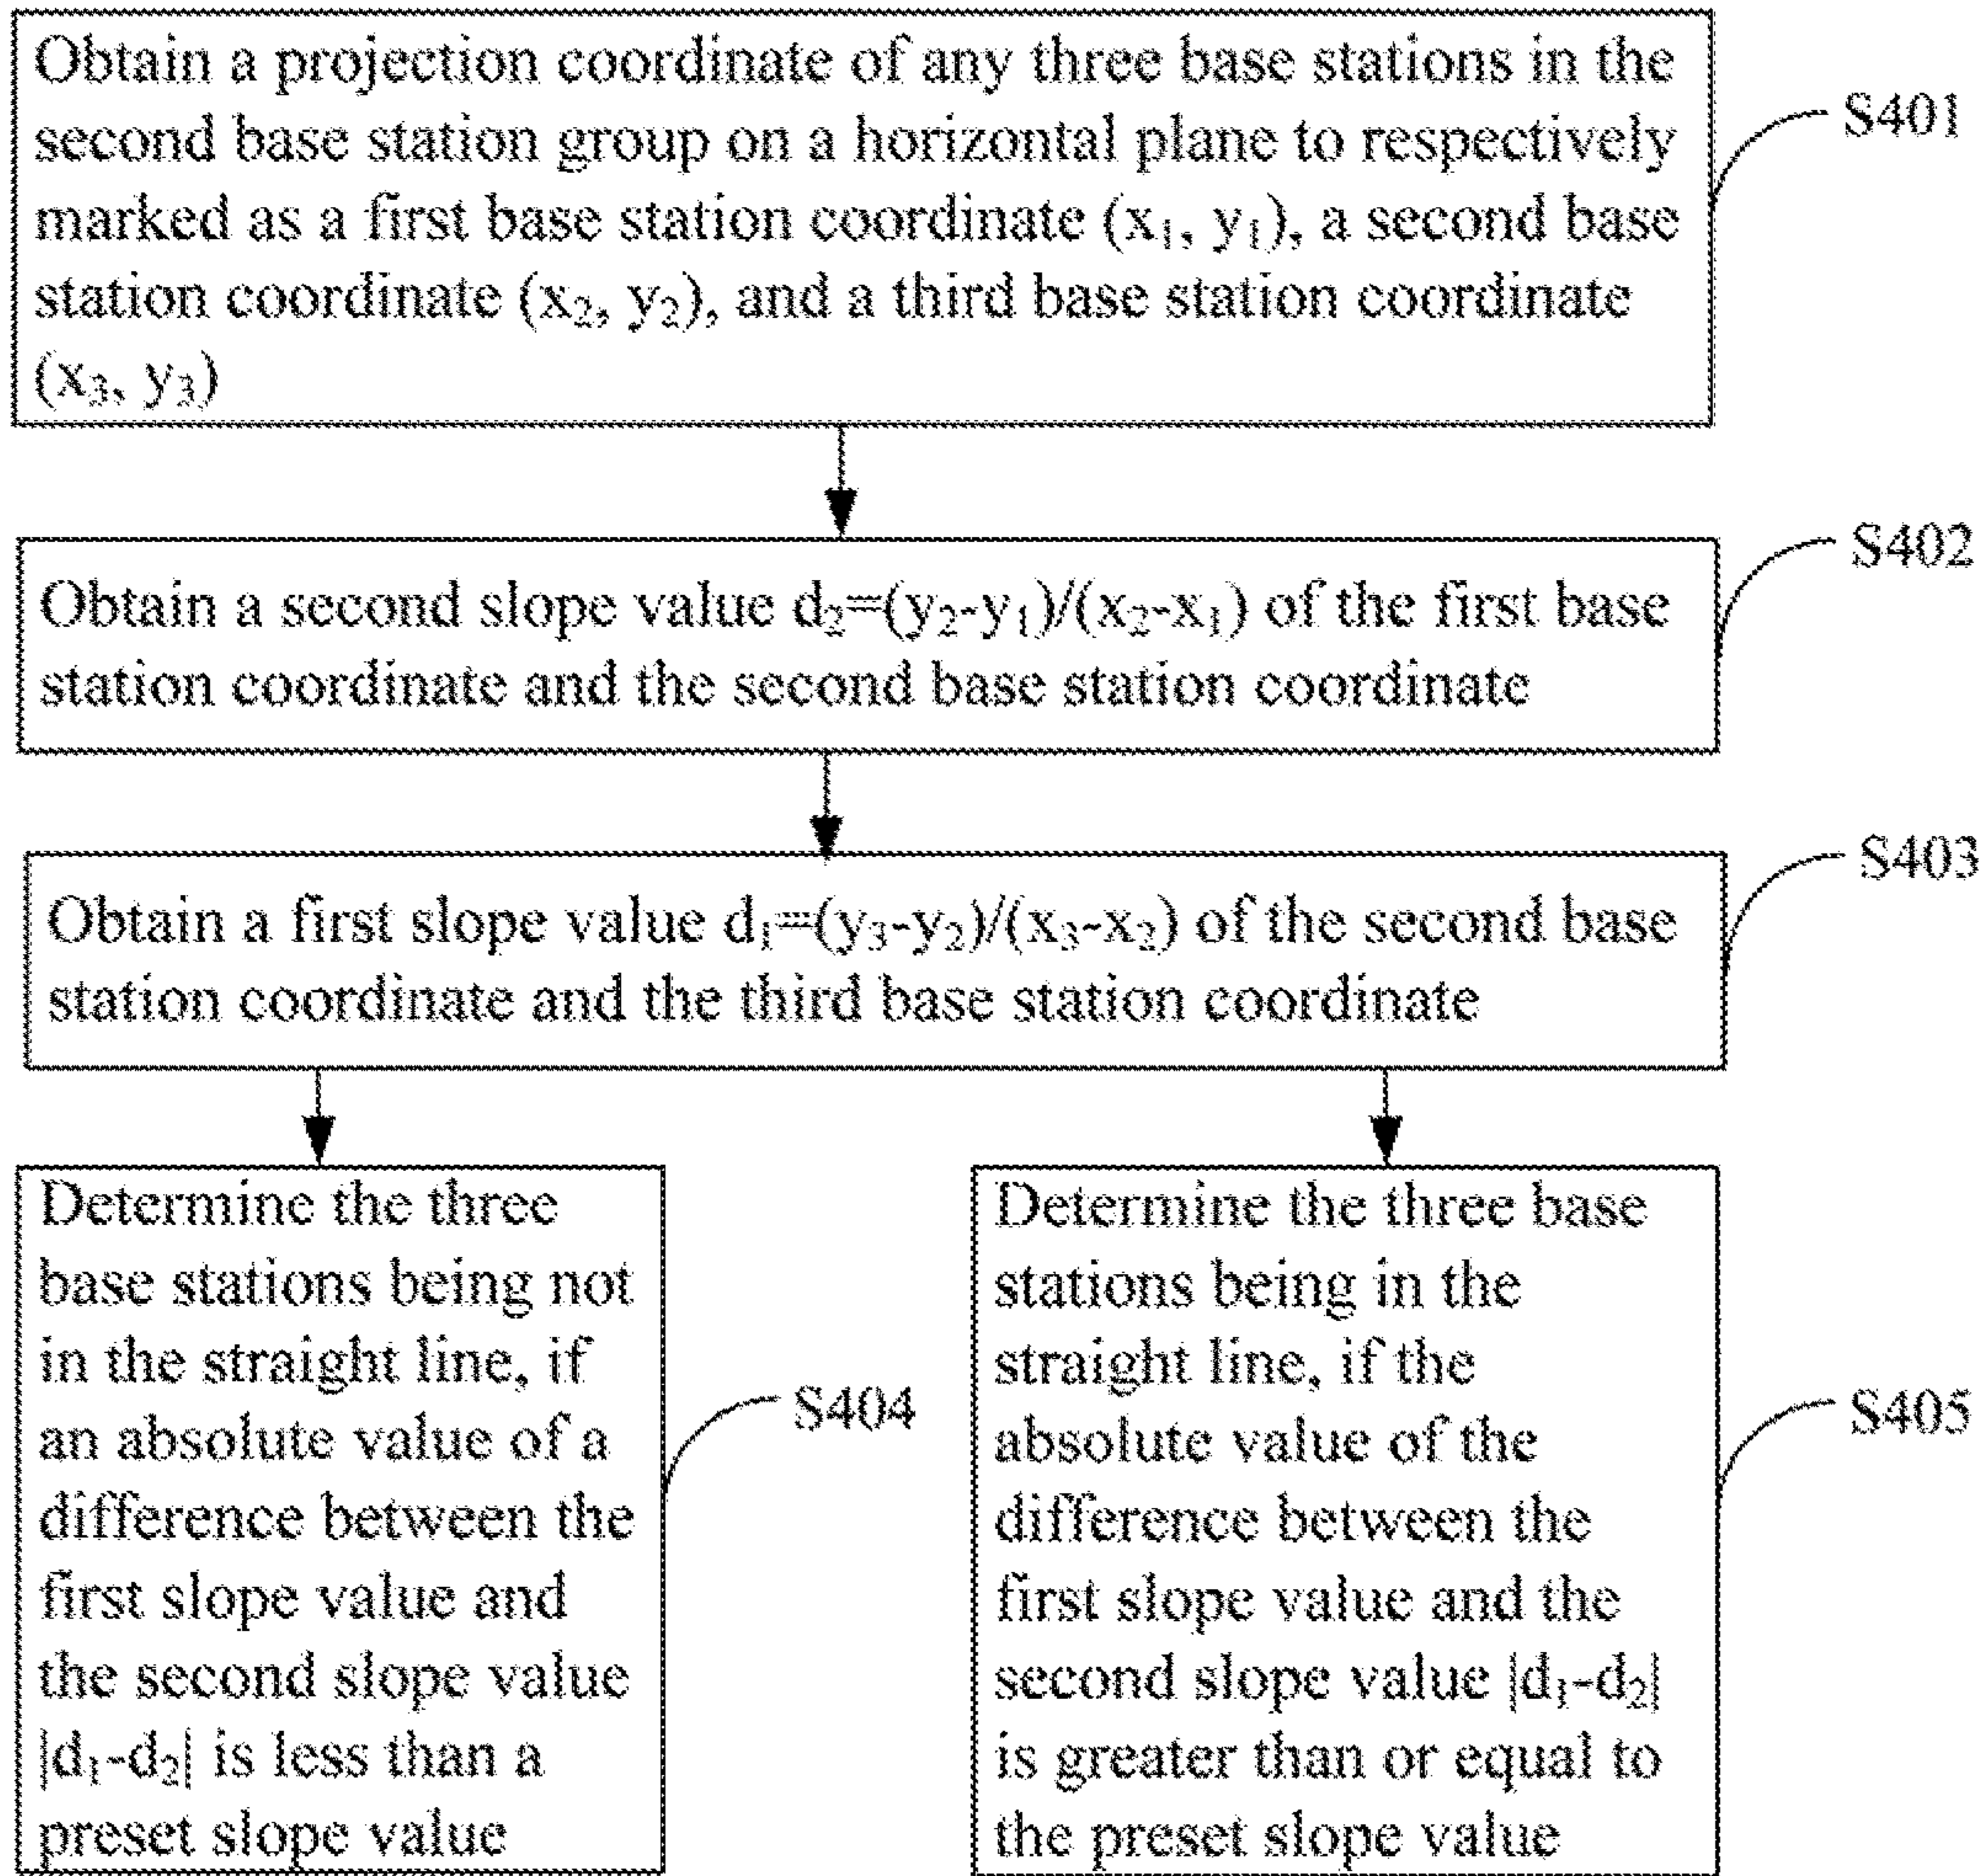 Obtain a projection coordinate of any three base stations in the
second base station group on a horizontal plane to respectively
marked as a first base station coordinate (x₁, y₁), a second base
station coordinate (x₂, y₂), and a third base station coordinate
(x₃, y₃)
S401
Obtain a second slope value d₂=(y₂-y₁)/(x₂-x₁) of the first base
station coordinate and the second base station coordinate
S402
Obtain a first slope value d₁=(y₃-y₂)/(x₃-x₂) of the second base
station coordinate and the third base station coordinate
S403
Determine the three
base stations being not
in the straight line, if
an absolute value of a
difference between the
first slope value and
the second slope value
|d₁-d₂| is less than a
preset slope value
S404
Determine the three base
stations being in the
straight line, if the
absolute value of the
difference between the
first slope value and the
second slope value |d₁-d₂|
is greater than or equal to
the preset slope value
S405